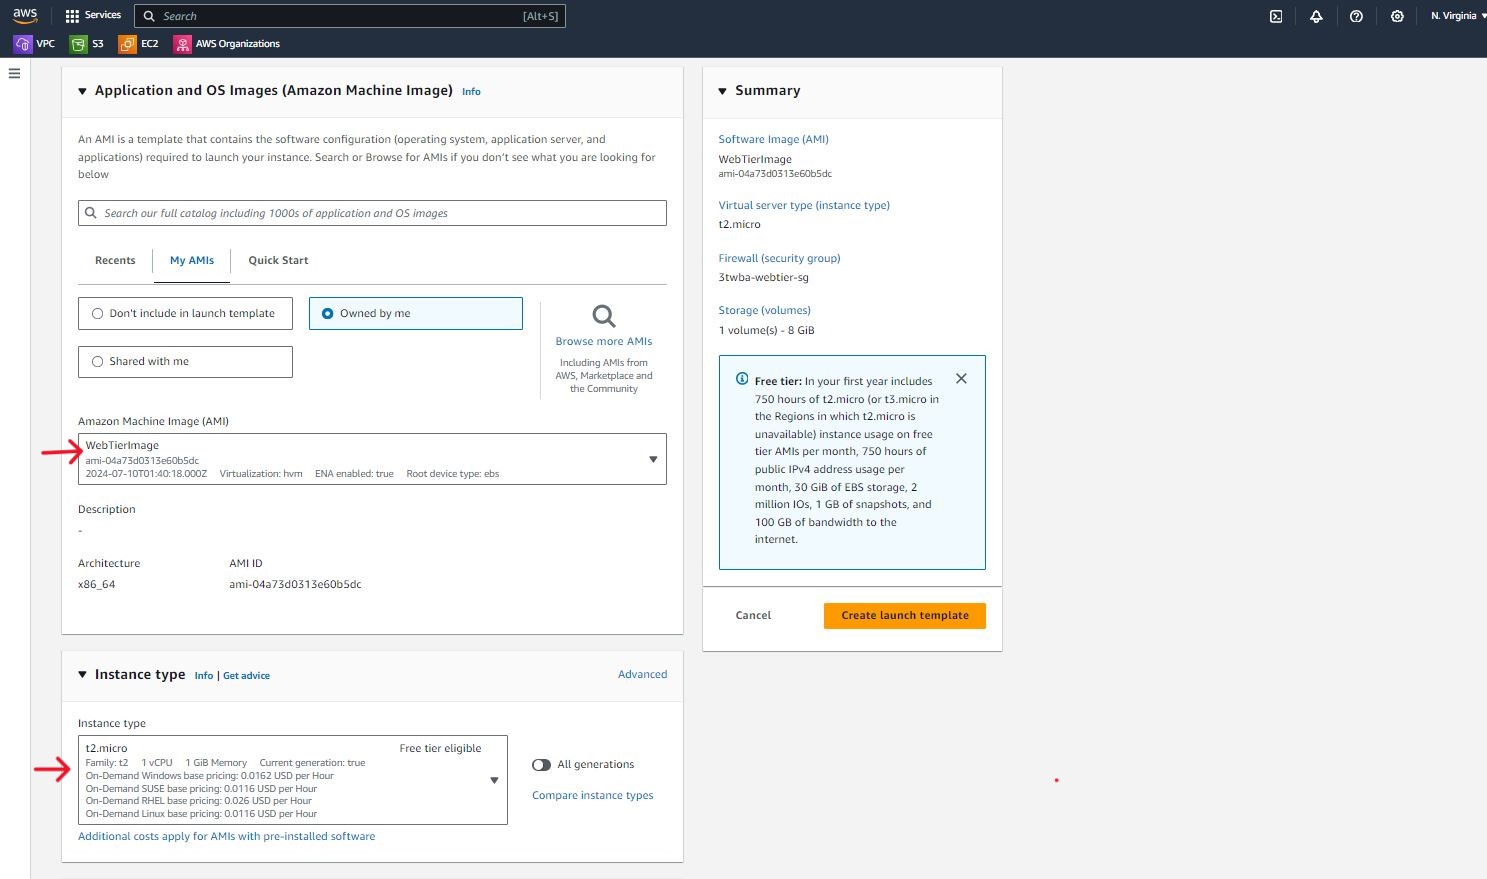 aws
Services
Search
[Alt+S]
N. Virginia
VPC
S3
EC2
AWS Organizations
Application and OS Images (Amazon Machine Image) Info
An AMI is a template that contains the software configuration (operating system, application server, and
applications) required to launch your instance. Search or Browse for AMIs if you don't see what you are looking for
below
Search our full catalog including 1000s of application and OS images
Recents
My AMIs
Quick Start
Don't include in launch template
Owned by me
Shared with me
Browse more AMIs
Including AMIs from
AWS, Marketplace and
the Community
Amazon Machine Image (AMI)
WebTierImage
ami-04a73d0313e60b5dc
2024-07-10T01:40:18.000Z Virtualization: hvm ENA enabled: true Root device type: ebs
Description
-
Architecture
AMI ID
x86_64
ami-04a73d0313e60b5dc
Instance type Info | Get advice
Advanced
Instance type
t2.micro
Free tier eligible
Family: t2 1 vCPU 1 GiB Memory Current generation: true
On-Demand Windows base pricing: 0.0162 USD per Hour
On-Demand SUSE base pricing: 0.0116 USD per Hour
On-Demand RHEL base pricing: 0.026 USD per Hour
On-Demand Linux base pricing: 0.0116 USD per Hour
All generations
Compare instance types
Additional costs apply for AMIs with pre-installed software
Summary
Software Image (AMI)
WebTierImage
ami-04a73d0313e60b5dc
Virtual server type (instance type)
t2.micro
Firewall (security group)
3twba-webtier-sg
Storage (volumes)
1 volume(s) - 8 GiB
Free tier: In your first year includes
750 hours of t2.micro (or t3.micro in
the Regions in which t2.micro is
unavailable) instance usage on free
tier AMIs per month, 750 hours of
public IPv4 address usage per
month, 30 GiB of EBS storage, 2
million IOs, 1 GB of snapshots, and
100 GB of bandwidth to the
internet.
Cancel
Create launch template